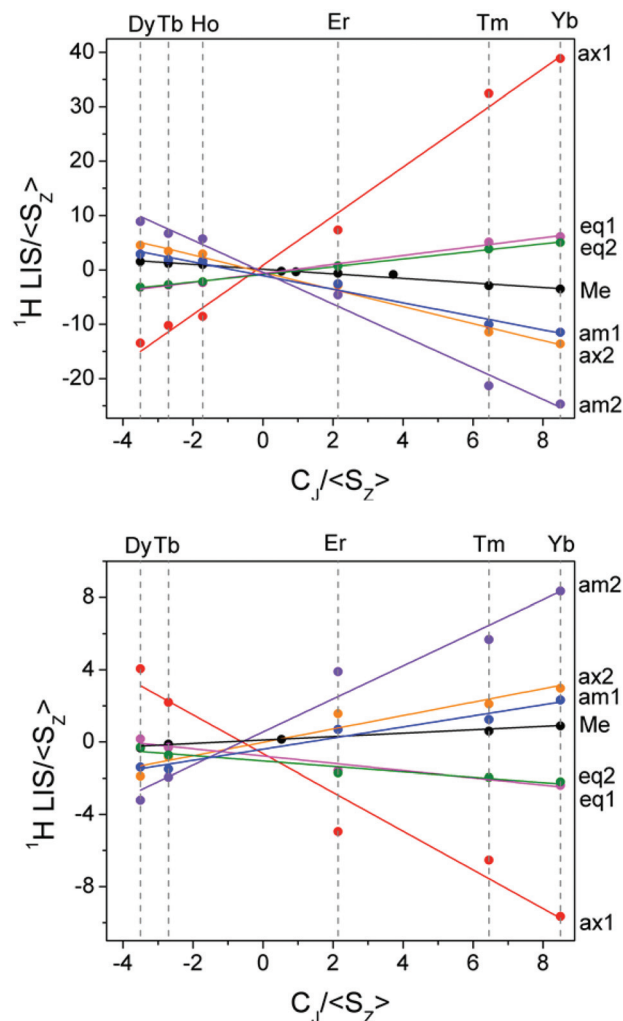 Dy Tb Ho Er Tm Yb
40
30
20
10
0
-10
-20
ax1
eq1
eq2
Me
am1
ax2
am2
¹H LIS/<S_Z>
-4 -2 0 2 4 6 8
C_J/<S_Z>
Dy Tb Er Tm Yb
8
4
0
-4
-8
am2
ax2
am1
Me
eq2
eq1
ax1
¹H LIS/<S_Z>
-4 -2 0 2 4 6 8
C_J/<S_Z>